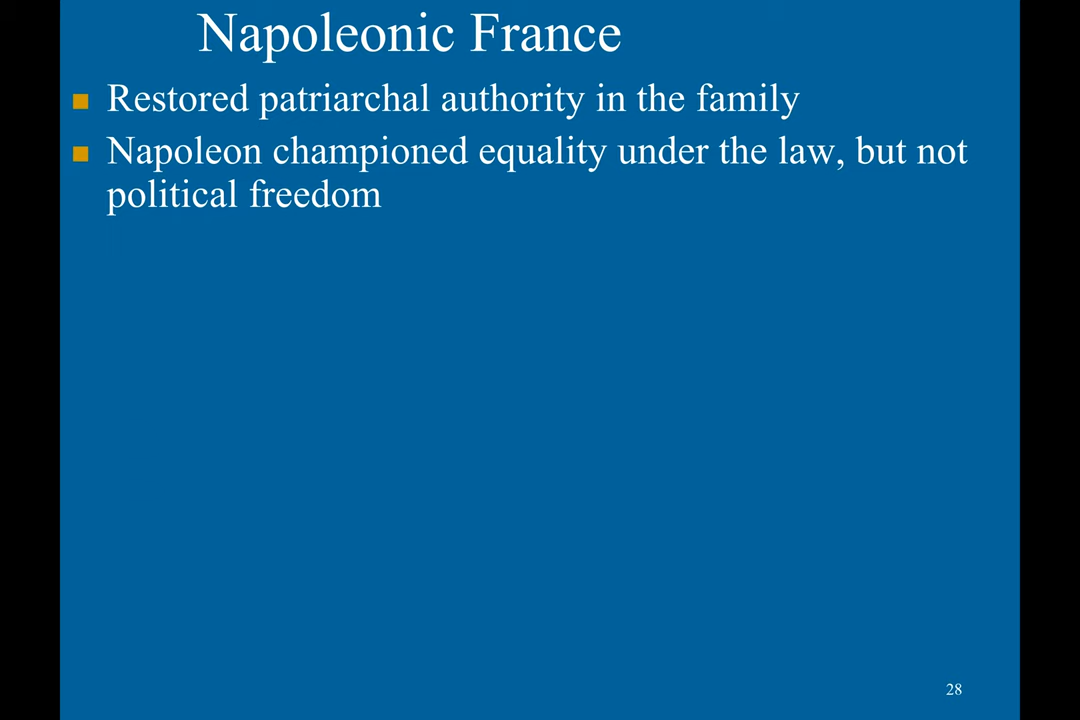 Napoleonic France
Restored patriarchal authority in the family
Napoleon championed equality under the law, but not
political freedom
28